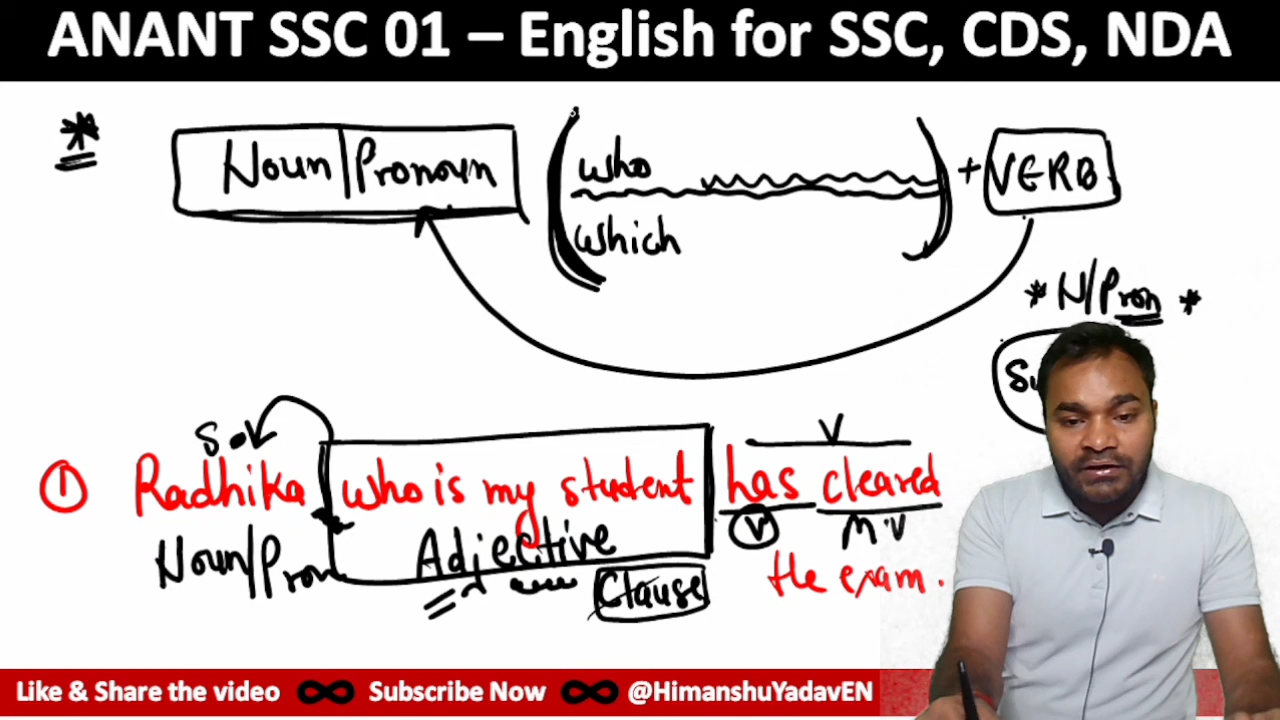 ANANT SSC 01 – English for SSC, CDS, NDA
* Noun/Pronoun (who which) + VERB
* N/Pron *
S. V
① Radhika who is my student has cleared
Noun/Pron Adjective V M.V
Clause the exam.
Like & Share the video Subscribe Now @HimanshuYadavEN